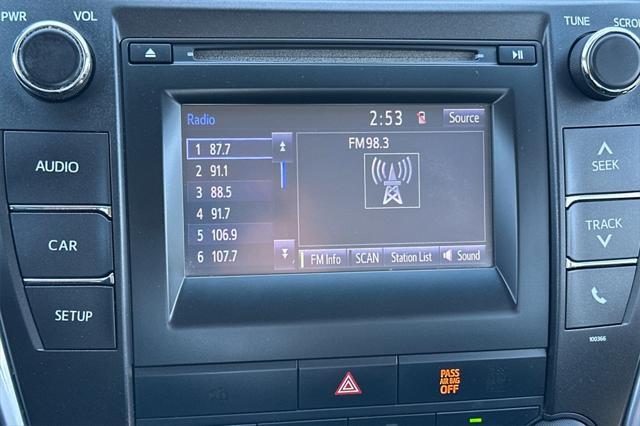 PWR VOL
TUNE SCROLL
AUDIO
CAR
SETUP
Radio 2:53 Source
FM98.3
1 87.7
2 91.1
3 88.5
4 91.7
5 106.9
6 107.7
FM Info SCAN Station List Sound
SEEK
TRACK
100366
PASS
AIR BAG
OFF